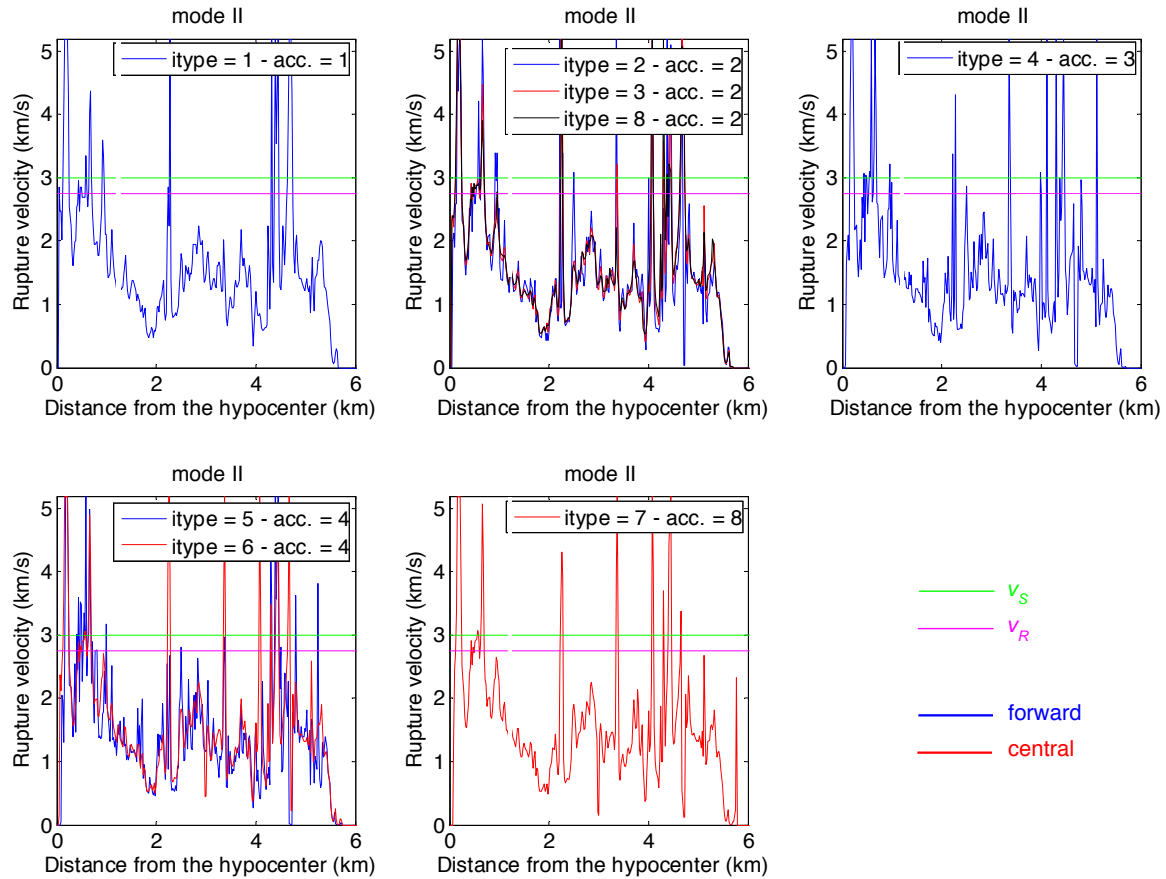 mode II
itype = 1 - acc. = 1
Rupture velocity (km/s)
5
4
3
2
1
0
0 2 4 6
Distance from the hypocenter (km)
mode II
itype = 2 - acc. = 2
itype = 3 - acc. = 2
itype = 8 - acc. = 2
Rupture velocity (km/s)
5
4
3
2
1
0
0 2 4 6
Distance from the hypocenter (km)
mode II
itype = 4 - acc. = 3
Rupture velocity (km/s)
5
4
3
2
1
0
0 2 4 6
Distance from the hypocenter (km)
mode II
itype = 5 - acc. = 4
itype = 6 - acc. = 4
Rupture velocity (km/s)
5
4
3
2
1
0
0 2 4 6
Distance from the hypocenter (km)
mode II
itype = 7 - acc. = 8
Rupture velocity (km/s)
5
4
3
2
1
0
0 2 4 6
Distance from the hypocenter (km)
vS
vR
forward
central